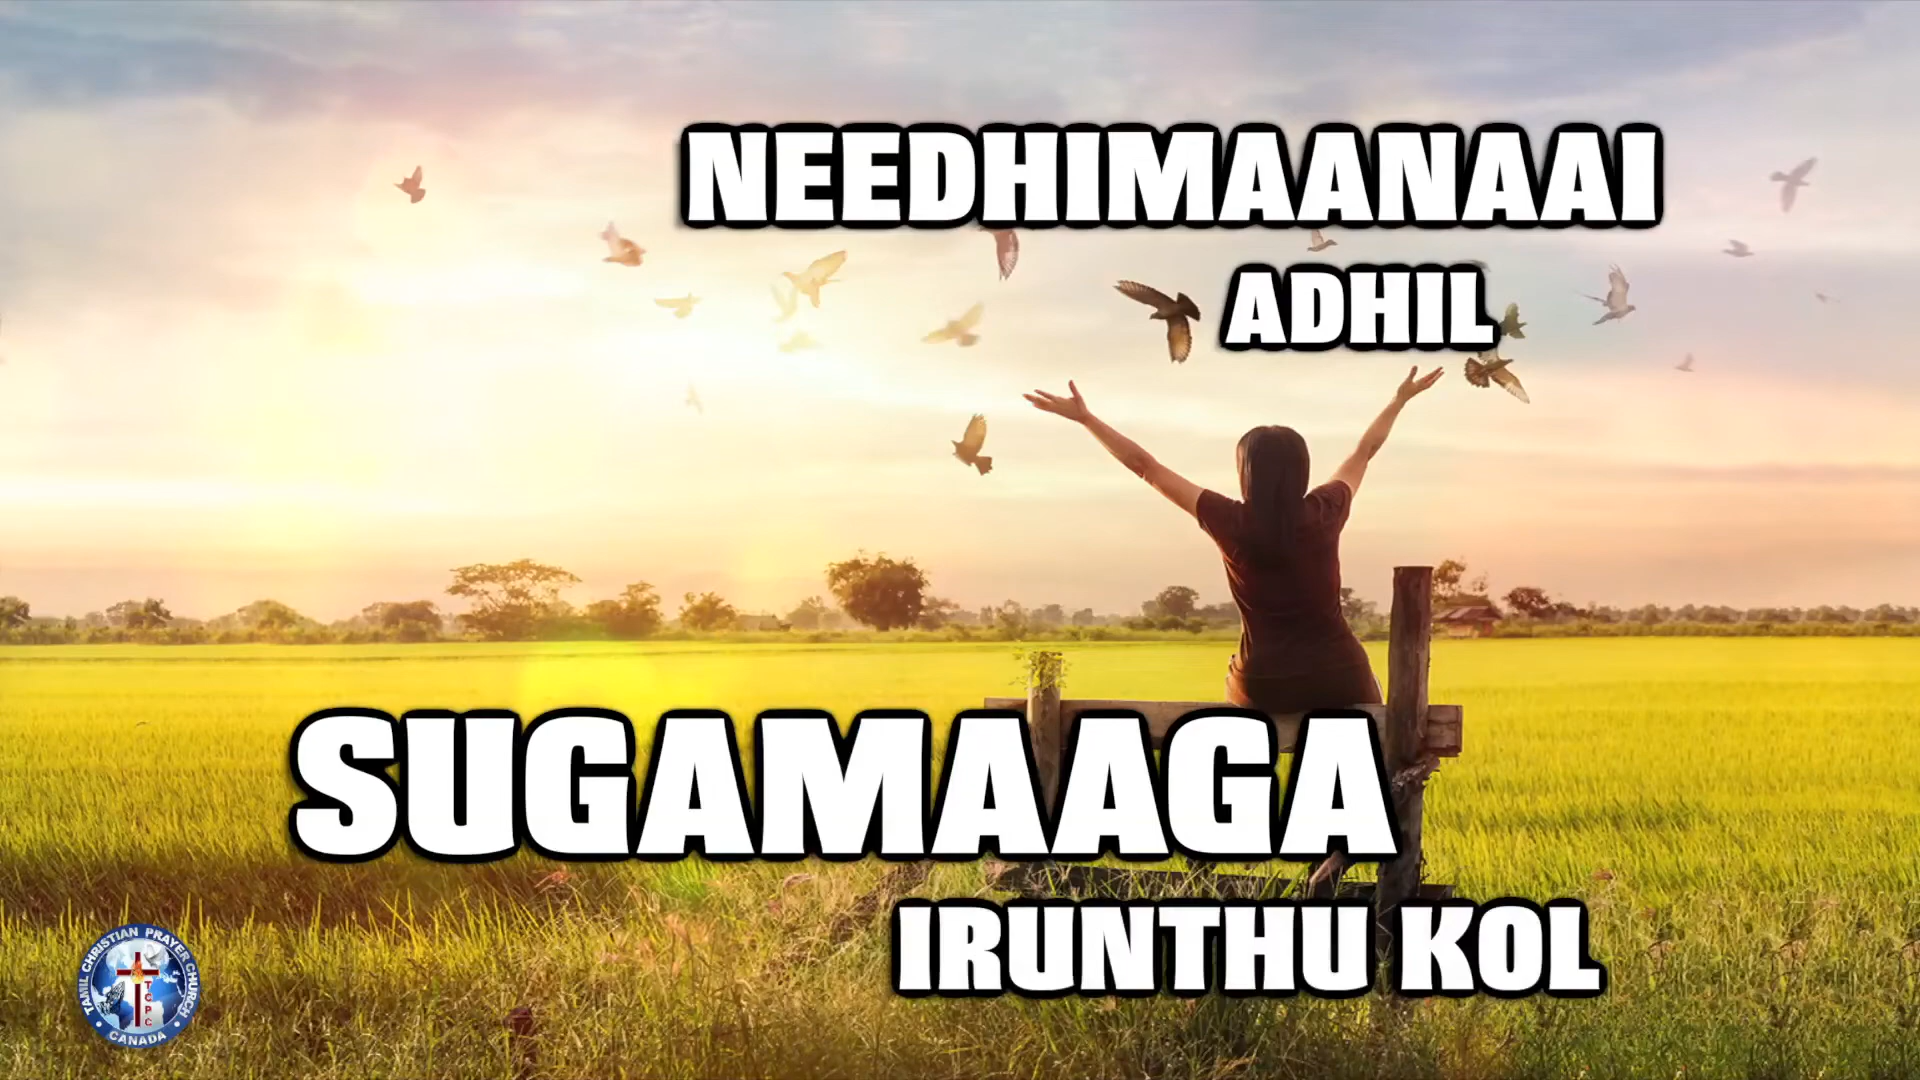 NEEDHIMAANAAI
ADHIL
SUGAMAAGA
IRUNTHU KOL
TAMIL CHRISTIAN PRAYER CHURCH
TCPC
CANADA